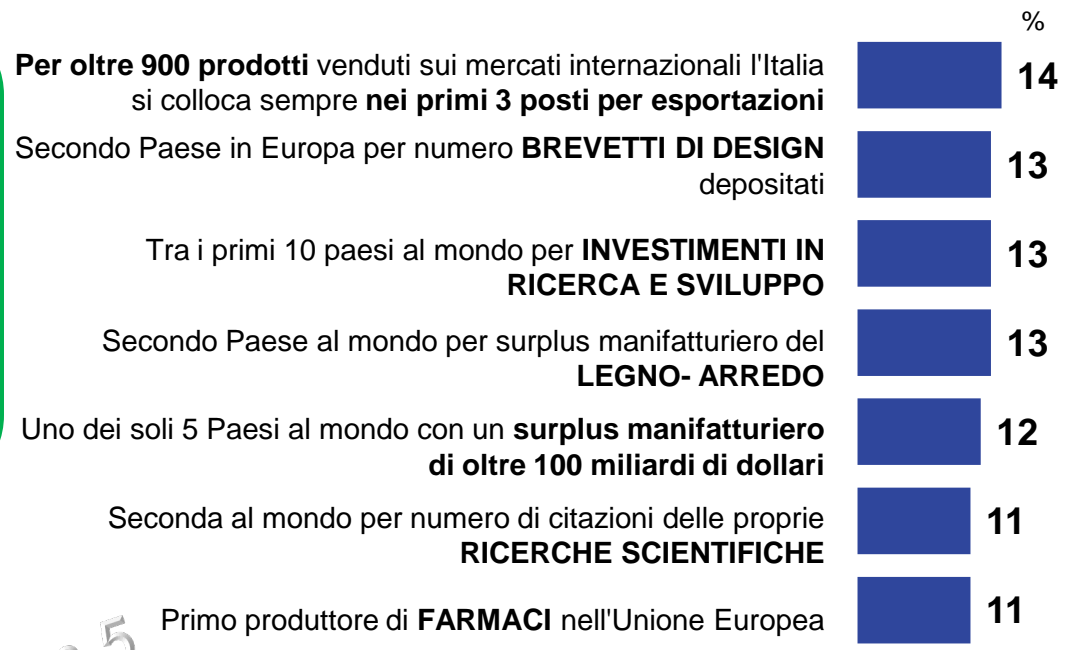 %
Per oltre 900 prodotti venduti sui mercati internazionali l'Italia
si colloca sempre nei primi 3 posti per esportazioni
14
Secondo Paese in Europa per numero BREVETTI DI DESIGN
depositati
13
Tra i primi 10 paesi al mondo per INVESTIMENTI IN
RICERCA E SVILUPPO
13
Secondo Paese al mondo per surplus manifatturiero del
LEGNO- ARREDO
13
Uno dei soli 5 Paesi al mondo con un surplus manifatturiero
di oltre 100 miliardi di dollari
12
Seconda al mondo per numero di citazioni delle proprie
RICERCHE SCIENTIFICHE
11
Primo produttore di FARMACI nell'Unione Europea
11
5